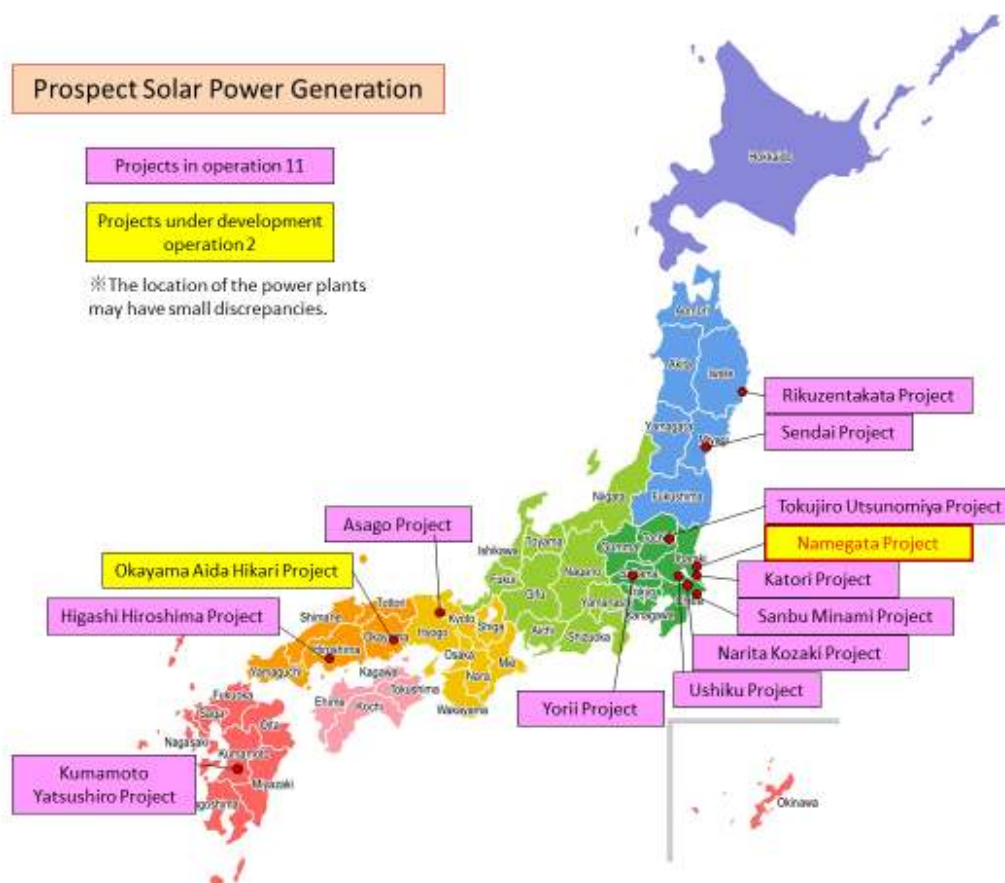 Prospect Solar Power Generation
Projects in operation 11
Projects under development
operation 2
※The location of the power plants
may have small discrepancies.
Hokkaido
Akita
Iwate
Rikuzentakata Project
Yamagata
Miyagi
Sendai Project
Niigata
Fukushima
Tokujiro Utsunomiya Project
Asago Project
Ishikawa
Toyama
Gunma
Namegata Project
Okayama Aida Hikari Project
Fukui
Nagano
Katori Project
Higashi Hiroshima Project
Shimane
Tottori
Kyoto
Shiga
Gifu
Yamanashi
Kanagawa
Sanbu Minami Project
Okayama
Hyogo
Aichi
Shizuoka
Narita Kozaki Project
Hiroshima
Osaka
Mie
Yamaguchi
Kagawa
Nara
Ushiku Project
Tokushima
Ehime
Kochi
Wakayama
Yorii Project
Fukuoka
Saga
Oita
Nagasaki
Kumamoto
Kumamoto
Yatsushiro Project
Miyazaki
goshima
Okinawa